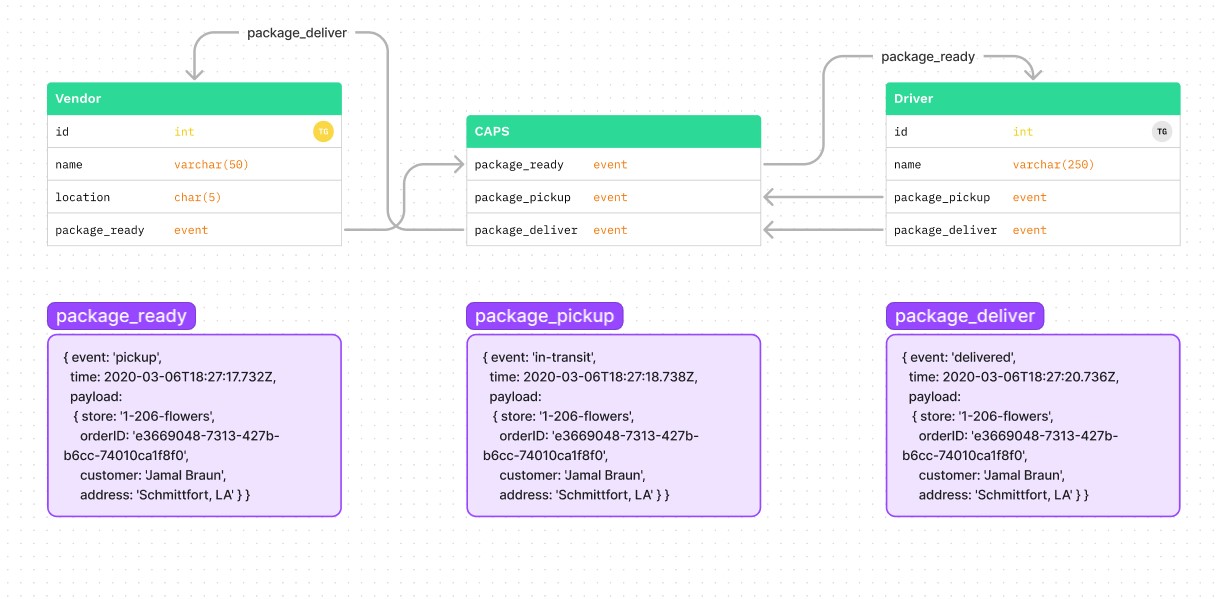 package_deliver
package_ready
Vendor
id int TG
name varchar(50)
location char(5)
package_ready event
CAPS
package_ready event
package_pickup event
package_deliver event
Driver
id int TG
name varchar(250)
package_pickup event
package_deliver event
package_ready
{ event: 'pickup',
time: 2020-03-06T18:27:17.732Z,
payload:
{ store: '1-206-flowers',
orderID: 'e3669048-7313-427b-
b6cc-74010ca1f8f0',
customer: 'Jamal Braun',
address: 'Schmittfort, LA' } }
package_pickup
{ event: 'in-transit',
time: 2020-03-06T18:27:18.738Z,
payload:
{ store: '1-206-flowers',
orderID: 'e3669048-7313-427b-
b6cc-74010ca1f8f0',
customer: 'Jamal Braun',
address: 'Schmittfort, LA' } }
package_deliver
{ event: 'delivered',
time: 2020-03-06T18:27:20.736Z,
payload:
{ store: '1-206-flowers',
orderID: 'e3669048-7313-427b-
b6cc-74010ca1f8f0',
customer: 'Jamal Braun',
address: 'Schmittfort, LA' } }